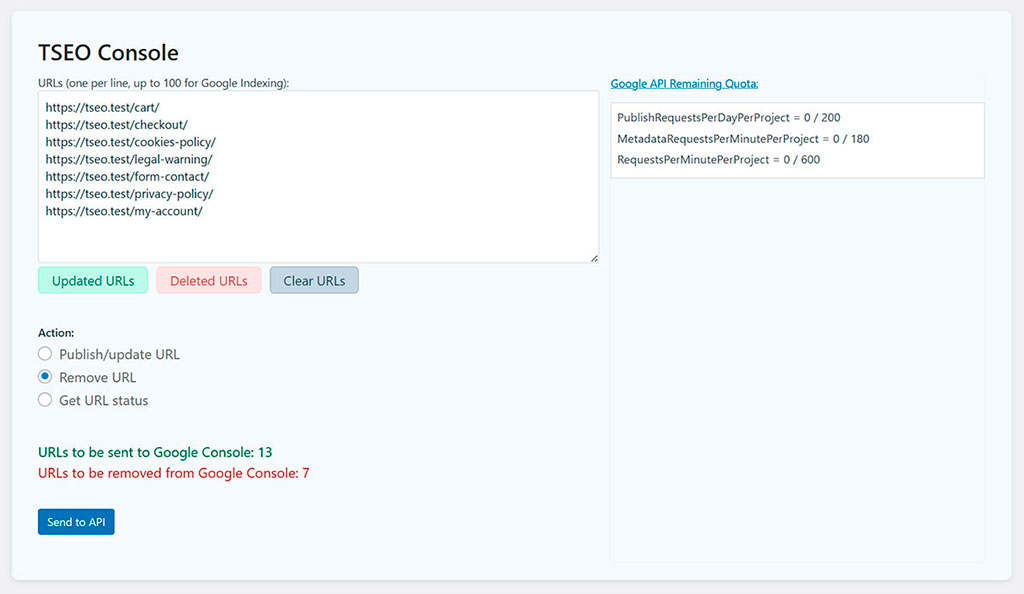 TSEO Console
URLs (one per line, up to 100 for Google Indexing):
https://tseo.test/cart/
https://tseo.test/checkout/
https://tseo.test/cookies-policy/
https://tseo.test/legal-warning/
https://tseo.test/form-contact/
https://tseo.test/privacy-policy/
https://tseo.test/my-account/
Updated URLs
Deleted URLs
Clear URLs
Action:
Publish/update URL
Remove URL
Get URL status
URLs to be sent to Google Console: 13
URLs to be removed from Google Console: 7
Send to API
Google API Remaining Quota:
PublishRequestsPerDayPerProject = 0 / 200
MetadataRequestsPerMinutePerProject = 0 / 180
RequestsPerMinutePerProject = 0 / 600